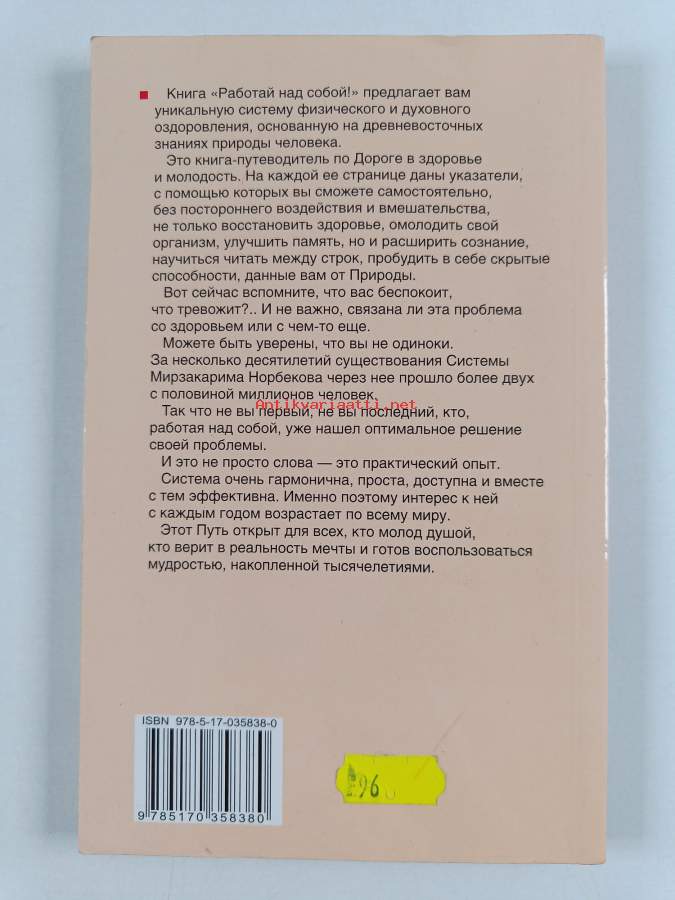 Книга «Работай над собой!» предлагает вам
уникальную систему физического и духовного
оздоровления, основанную на древневосточных
знаниях природы человека.
Это книга-путеводитель по Дороге в здоровье
и молодость. На каждой ее странице даны указатели,
с помощью которых вы сможете самостоятельно,
без постороннего воздействия и вмешательства,
не только восстановить здоровье, омолодить свой
организм, улучшить память, но и расширить сознание,
научиться читать между строк, пробудить в себе скрытые
способности, данные вам от Природы.
Вот сейчас вспомните, что вас беспокоит,
что тревожит?.. И не важно, связана ли эта проблема
со здоровьем или с чем-то еще.
Можете быть уверены, что вы не одиноки.
За несколько десятилетий существования Системы
Мирзакарима Норбекова через нее прошло более двух
с половиной миллионов человек.
Antikvariaatti.net
Так что не вы первый, не вы последний, кто,
работая над собой, уже нашел оптимальное решение
своей проблемы.
И это не просто слова — это практический опыт.
Система очень гармонична, проста, доступна и вместе
с тем эффективна. Именно поэтому интерес к ней
с каждым годом возрастает по всему миру.
Этот Путь открыт для всех, кто молод душой,
кто верит в реальность мечты и готов воспользоваться
мудростью, накопленной тысячелетиями.
ISBN 978-5-17-035838-0
9 785170 358380